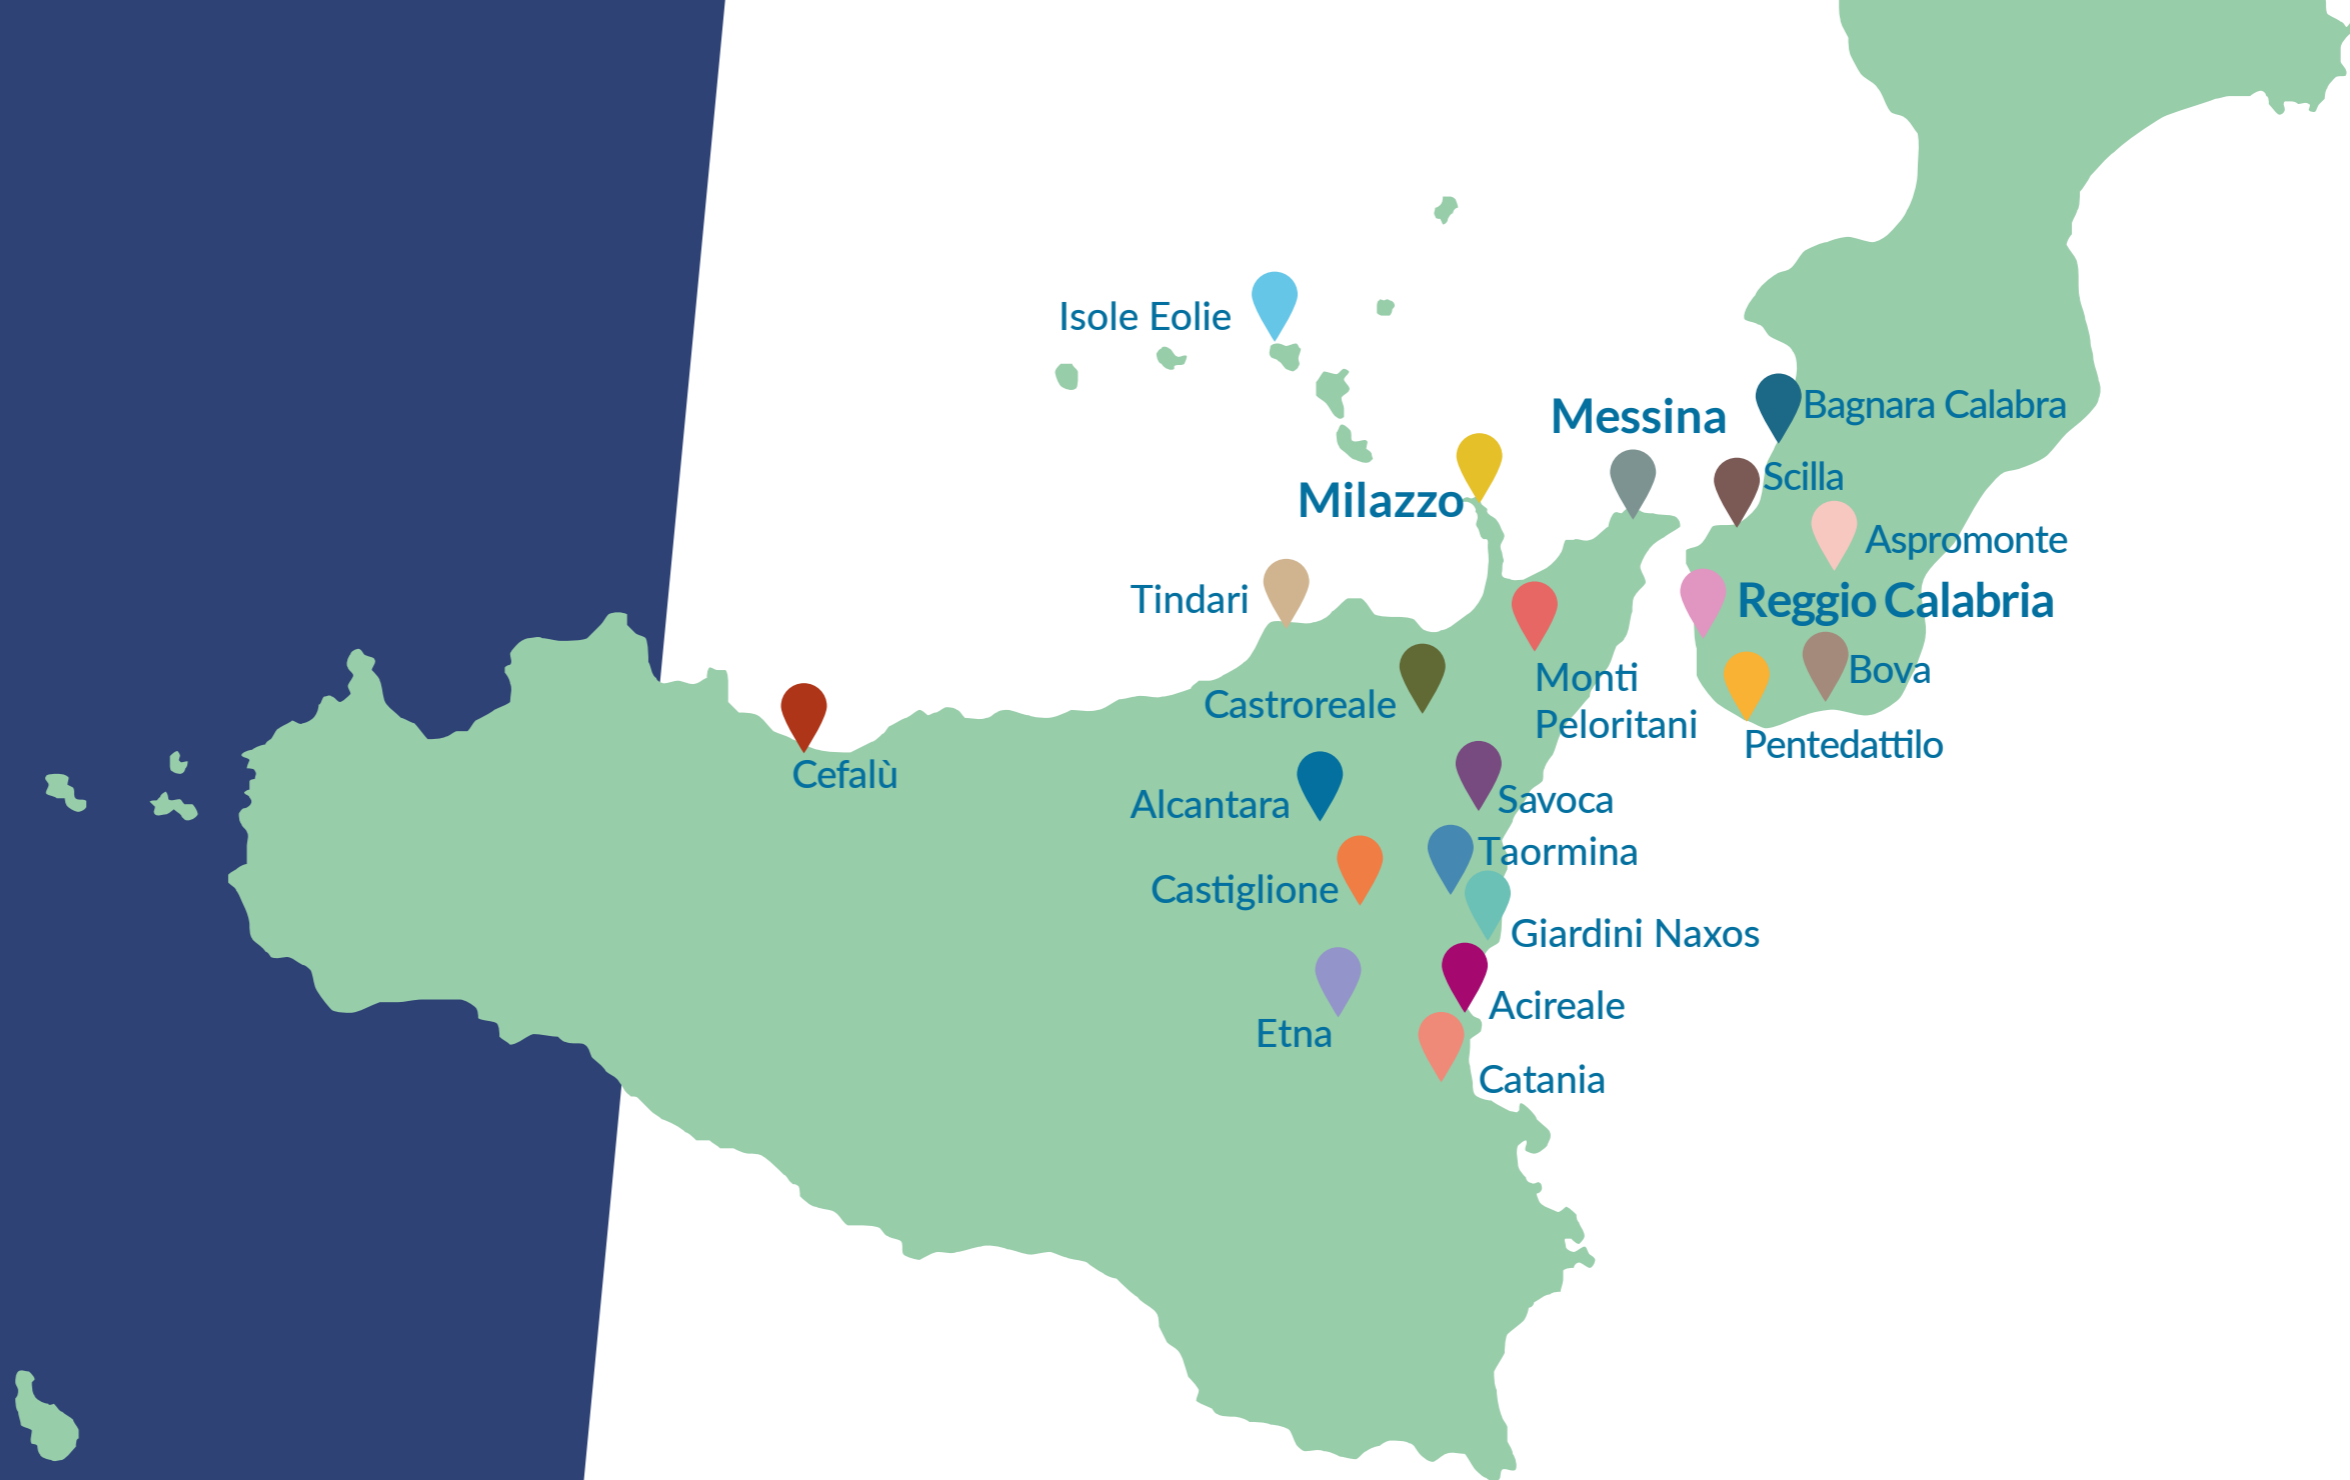 Isole Eolie
Bagnara Calabra
Messina
Scilla
Milazzo
Aspromonte
Tindari
Reggio Calabria
Bova
Monti
Peloritani
Castroreale
Pentedattilo
Cefalù
Savoca
Alcantara
Taormina
Castiglione
Giardini Naxos
Acireale
Etna
Catania